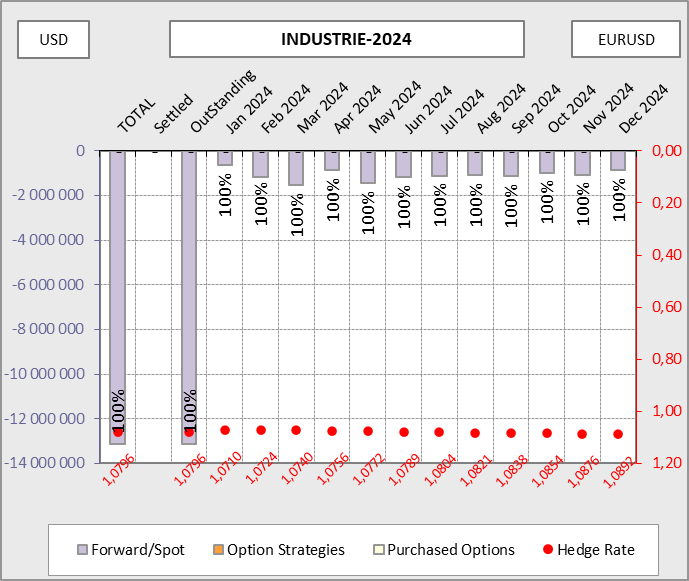 USD
INDUSTRIE-2024
EURUSD
TOTAL
Settled
OutStanding
Jan 2024
Feb 2024
Mar 2024
Apr 2024
May 2024
Jun 2024
Jul 2024
Aug 2024
Sep 2024
Oct 2024
Nov 2024
Dec 2024
0
-2 000 000
-4 000 000
-6 000 000
-8 000 000
-10 000 000
-12 000 000
-14 000 000
100%
100%
100%
100%
100%
100%
100%
100%
100%
100%
100%
100%
100%
100%
0,00
0,20
0,40
0,60
0,80
1,00
1,20
1,0796
1,0796
1,0710
1,0724
1,0740
1,0756
1,0772
1,0789
1,0804
1,0821
1,0838
1,0854
1,0876
1,0892
Forward/Spot
Option Strategies
Purchased Options
Hedge Rate